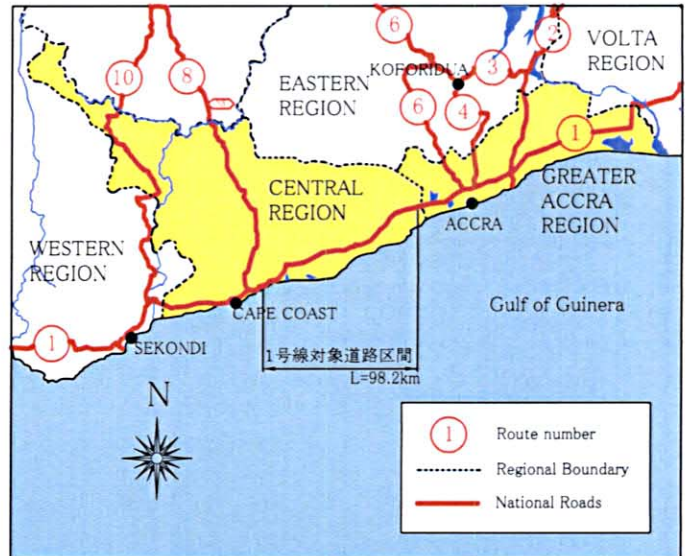 6
2
VOLTA
REGION
KOFORIDUA
3
10
8
EASTERN
REGION
6
4
1
CENTRAL
REGION
GREATER
ACCRA
REGION
ACCRA
WESTERN
REGION
Gulf of Guinera
CAPE COAST
1
SEKONDI
1号線対象道路区間
L=98.2km
N
1
Route number
Regional Boundary
National Roads